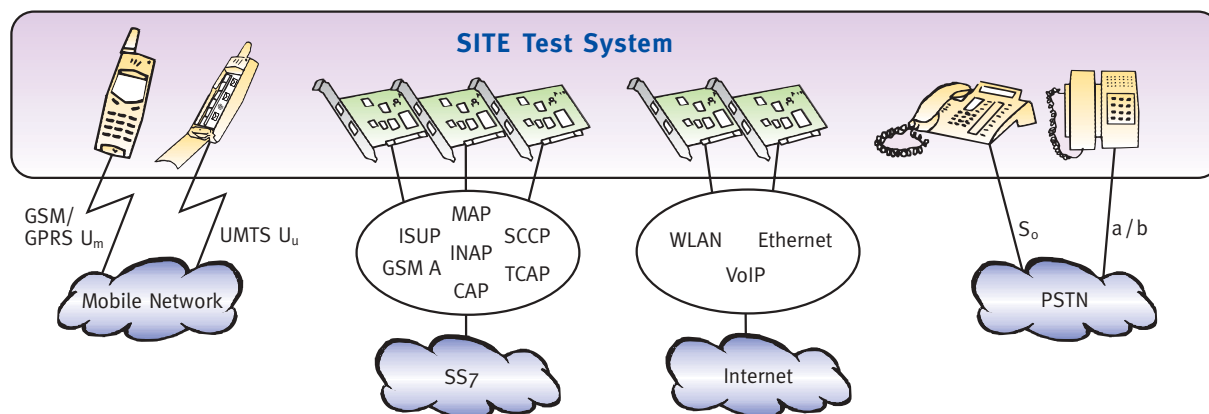 SITE Test System
GSM/
GPRS Um
UMTS Uu
Mobile Network
MAP
ISUP
SCCP
INAP
GSM A
TCAP
CAP
SS7
WLAN
Ethernet
VoIP
Internet
So
a/b
PSTN